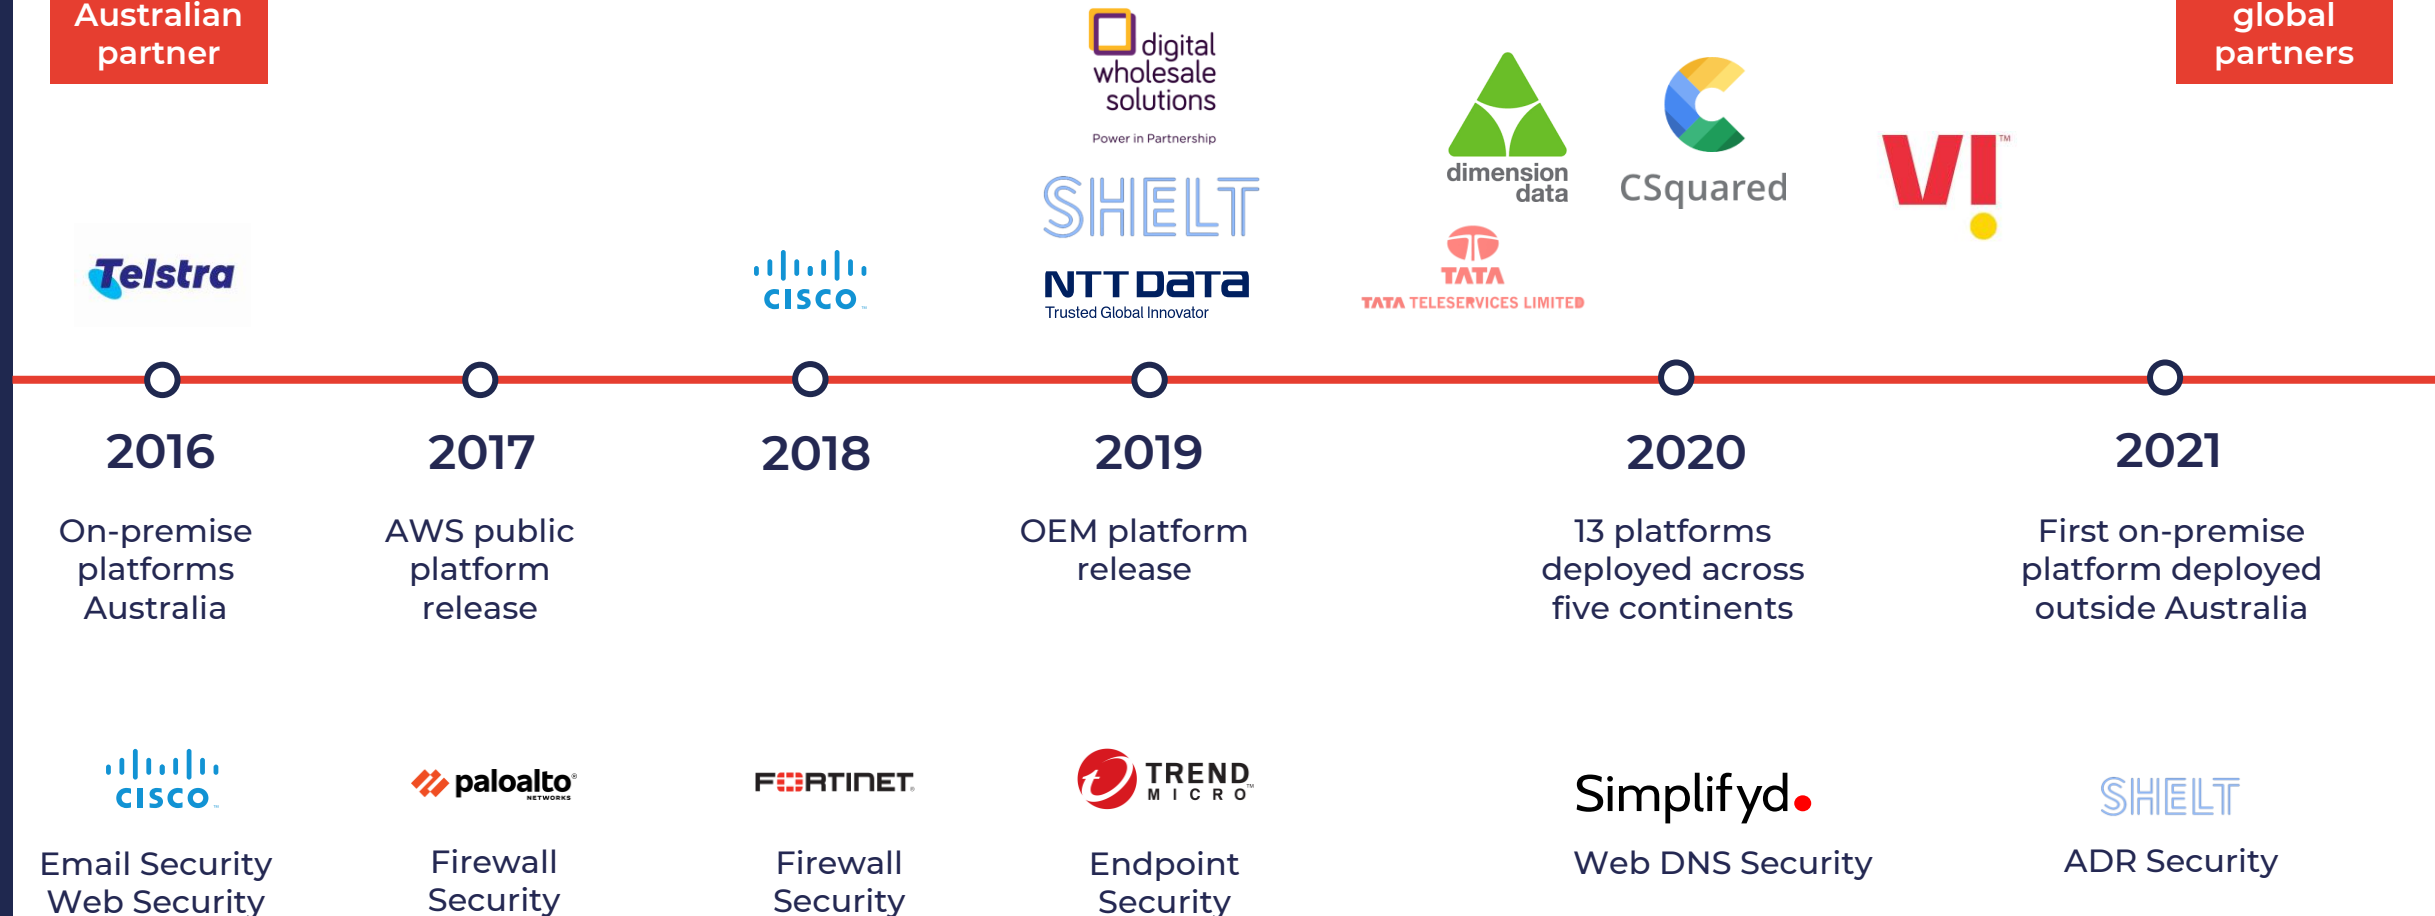 Australian
partner
global
partners
digital
wholesale
solutions
Power in Partnership
dimension
data
CSquared
VI
TM
SHELT
Telstra
CISCO
NTT DATA
Trusted Global Innovator
TATA
TATA TELESERVICES LIMITED
2016
2017
2018
2019
2020
2021
On-premise
platforms
Australia
AWS public
platform
release
OEM platform
release
13 platforms
deployed across
five continents
First on-premise
platform deployed
outside Australia
CISCO
paloalto
NETWORKS
FORTINET
TREND
MICRO
Simplifyd.
SHELT
Email Security
Web Security
Firewall
Security
Firewall
Security
Endpoint
Security
Web DNS Security
ADR Security